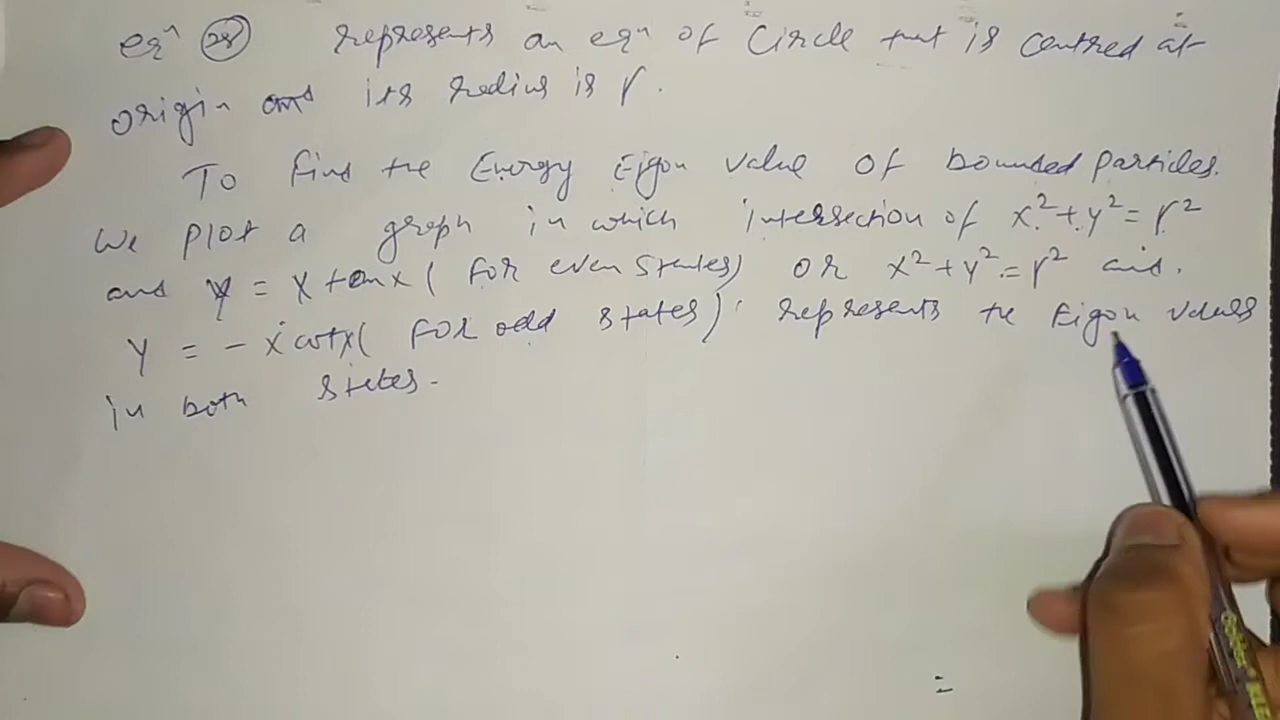 eqⁿ (28) represents an eqⁿ of Circle that is centred at
origin and its radius is r.
To find the Energy Eigen value of bounded particles.
We plot a graph in which intersection of x² + y² = r²
and y = x tan x ( for even states) or x² + y² = r² and.
y = - x cot x ( for odd states) represents the Eigen values
in both states.
=